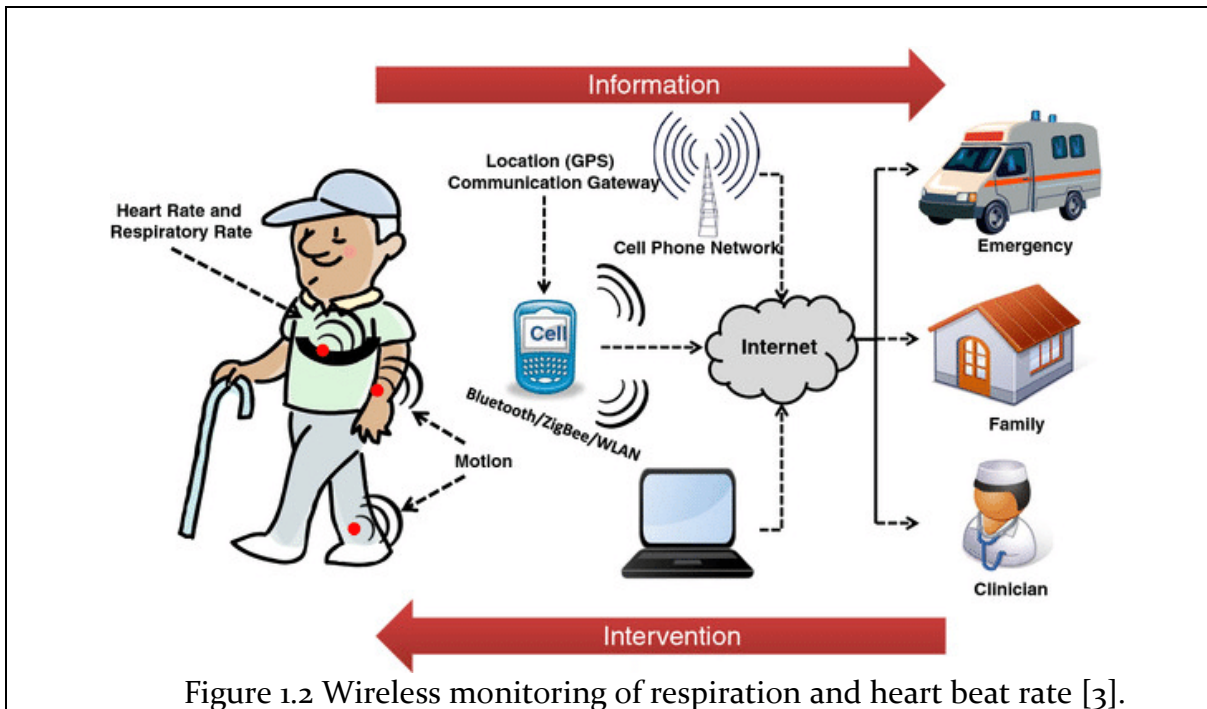 Information
Location (GPS)
Communication Gateway
Heart Rate and
Respiratory Rate
Cell Phone Network
Emergency
Cell
Internet
Bluetooth/ZigBee/WLAN
Family
Motion
Clinician
Intervention
Figure 1.2 Wireless monitoring of respiration and heart beat rate [3].